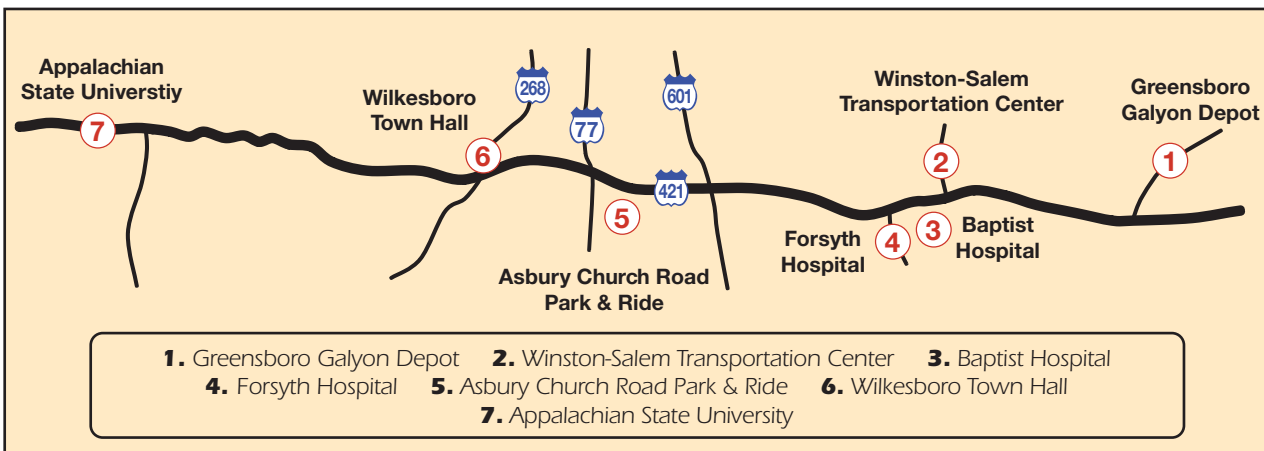 Appalachian
State Universtiy
7
Wilkesboro
Town Hall
6
268
77
601
5
421
Asbury Church Road
Park & Ride
Winston-Salem
Transportation Center
2
Greensboro
Galyon Depot
1
Forsyth
Hospital
4
3
Baptist
Hospital
1. Greensboro Galyon Depot 2. Winston-Salem Transportation Center 3. Baptist Hospital
4. Forsyth Hospital 5. Asbury Church Road Park & Ride 6. Wilkesboro Town Hall
7. Appalachian State University